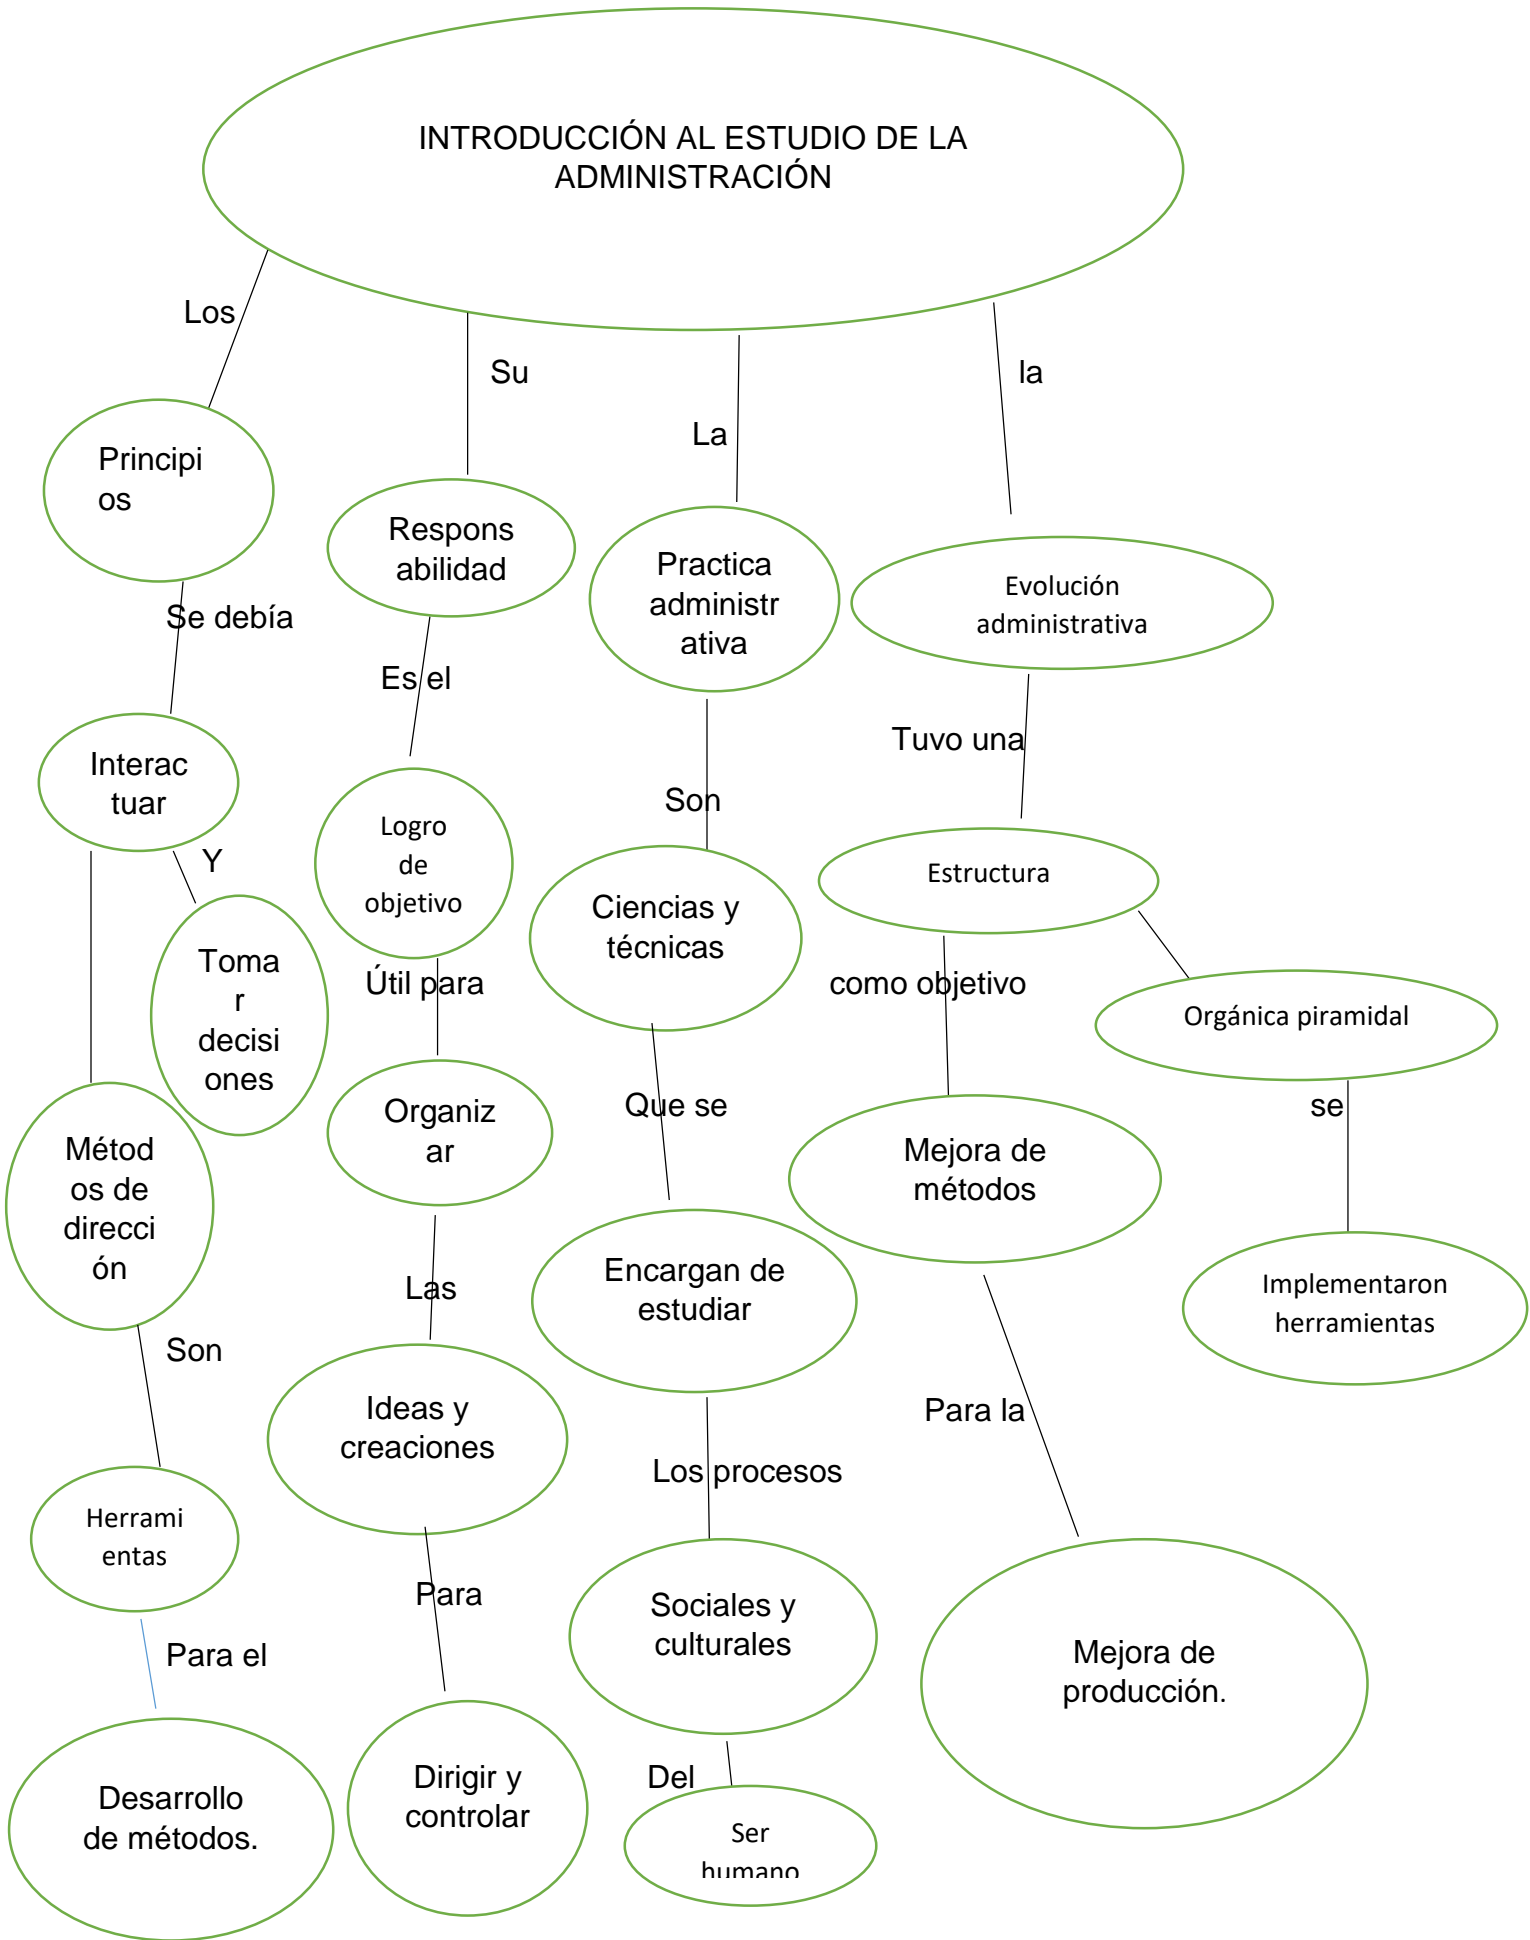 INTRODUCCIÓN AL ESTUDIO DE LA
ADMINISTRACIÓN
Los
Su
La
la
Principi
os
Respons
abilidad
Practica
administr
ativa
Evolución
administrativa
Se debía
Es el
Son
Tuvo una
Interac
tuar
Logro
de
objetivo
Ciencias y
técnicas
Estructura
Y
Toma
r
decisi
ones
Útil para
como objetivo
Orgánica piramidal
Métod
os de
direcci
ón
Organiz
ar
Que se
Mejora de
métodos
se
Las
Encargan de
estudiar
Implementaron
herramientas
Son
Ideas y
creaciones
Los procesos
Para la
Herrami
entas
Para
Sociales y
culturales
Mejora de
producción.
Para el
Desarrollo
de métodos.
Dirigir y
controlar
Del
Ser
humano